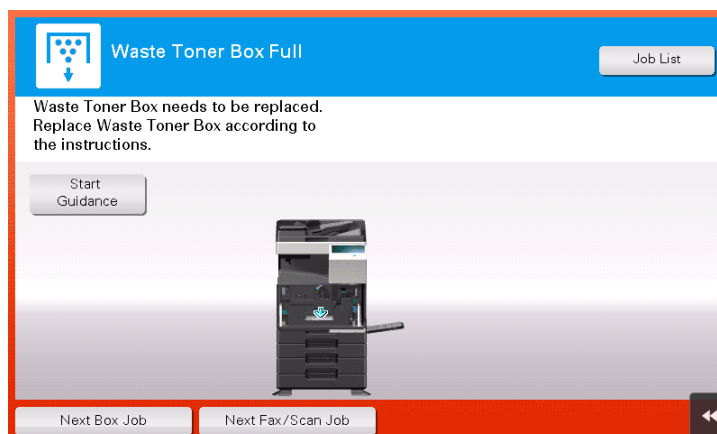 Waste Toner Box Full
Job List
Waste Toner Box needs to be replaced.
Replace Waste Toner Box according to
the instructions.
Start
Guidance
Next Box Job
Next Fax/Scan Job